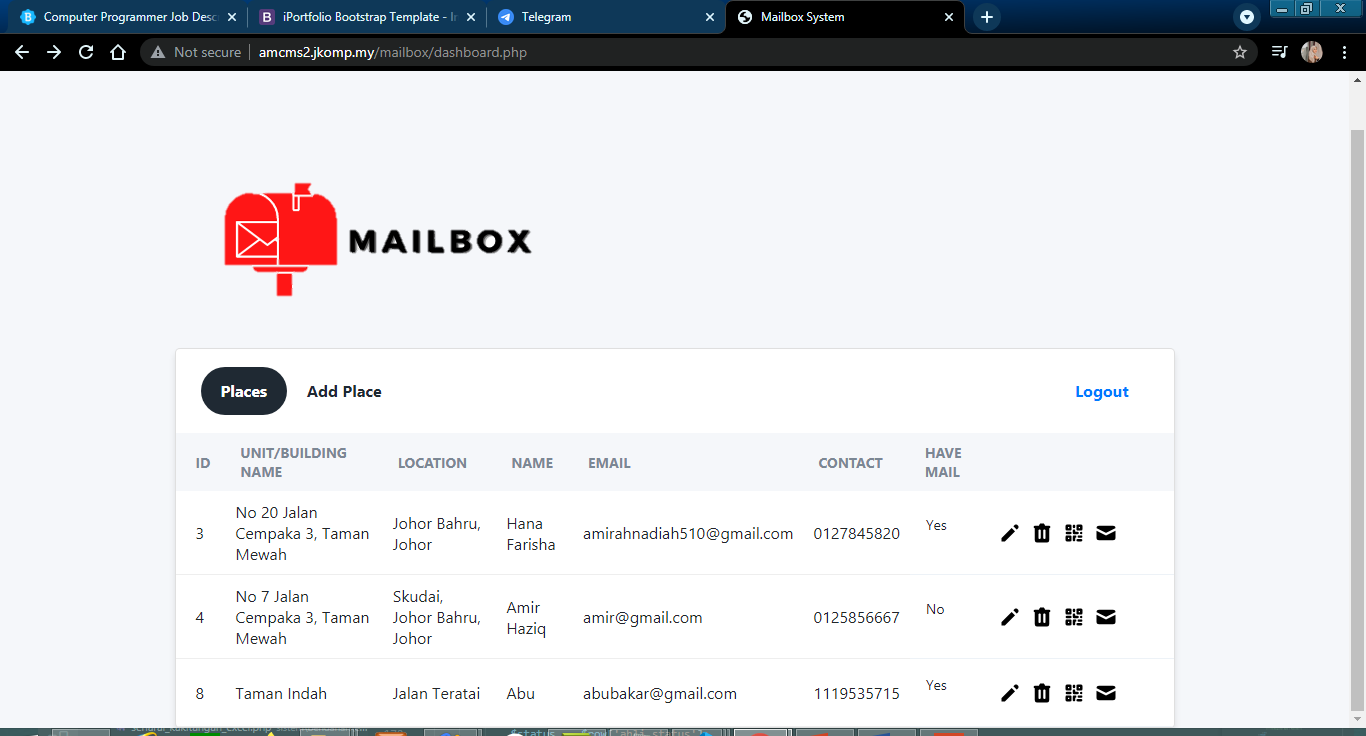 Computer Programmer Job Desc
iPortfolio Bootstrap Template - I
Telegram
Mailbox System
Not secure | amcms2.jkomp.my/mailbox/dashboard.php
MAILBOX
Places
Add Place
Logout
ID
UNIT/BUILDING
NAME
LOCATION
NAME
EMAIL
CONTACT
HAVE
MAIL
3
No 20 Jalan
Cempaka 3, Taman
Mewah
Johor Bahru,
Johor
Hana
Farisha
amirahnadiah510@gmail.com
0127845820
Yes
4
No 7 Jalan
Cempaka 3, Taman
Mewah
Skudai,
Johor Bahru,
Johor
Amir
Haziq
amir@gmail.com
0125856667
No
8
Taman Indah
Jalan Teratai
Abu
abubakar@gmail.com
1119535715
Yes